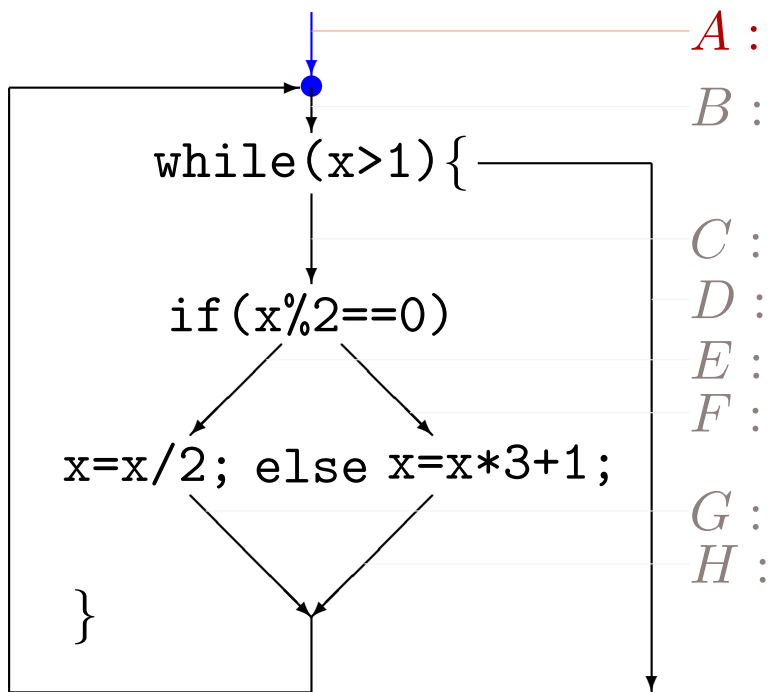 A :
B :
while(x>1){
C :
if(x%2==0)
D :
E :
F :
x=x/2; else x=x*3+1;
G :
H :
}